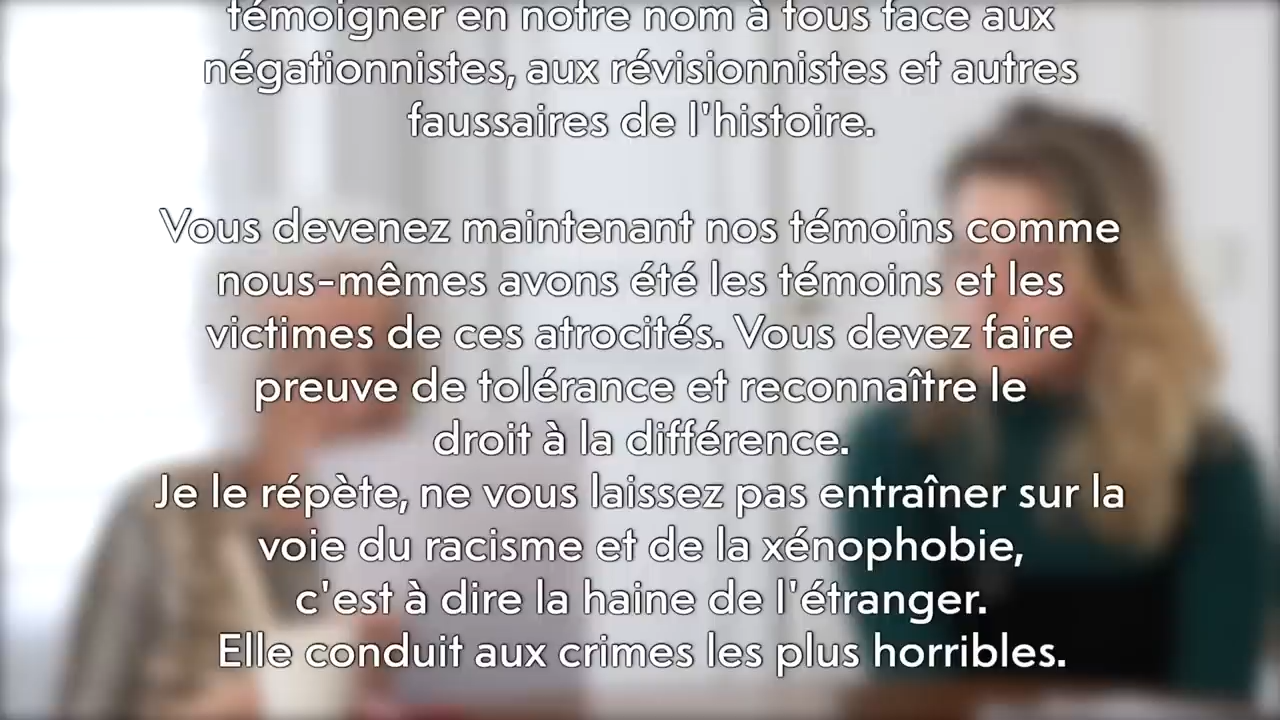 témoigner en notre nom à tous face aux
négationnistes, aux révisionnistes et autres
faussaires de l'histoire.
Vous devenez maintenant nos témoins comme
nous-mêmes avons été les témoins et les
victimes de ces atrocités. Vous devez faire
preuve de tolérance et reconnaître le
droit à la différence.
Je le répète, ne vous laissez pas entraîner sur la
voie du racisme et de la xénophobie,
c'est à dire la haine de l'étranger.
Elle conduit aux crimes les plus horribles.